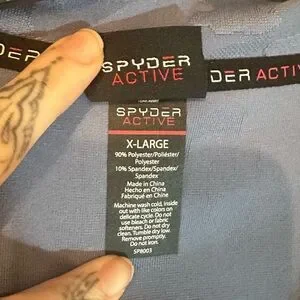 DER
SPYDER
ACTIVE
DER ACTIV
SPYDER
ACTIVE
X-LARGE
90% Polyester/Poliéster/
Polyester
10% Spandex/Spandex/
Spandex
Made in China
Hecho en China
Fabriqué en Chine
Machine wash cold, inside
out with like colors on
delicate cycle. Do not
use bleach or fabric
softeners. Do not dry
clean. Tumble dry low.
Remove promptly.
Do not iron.
SP8003